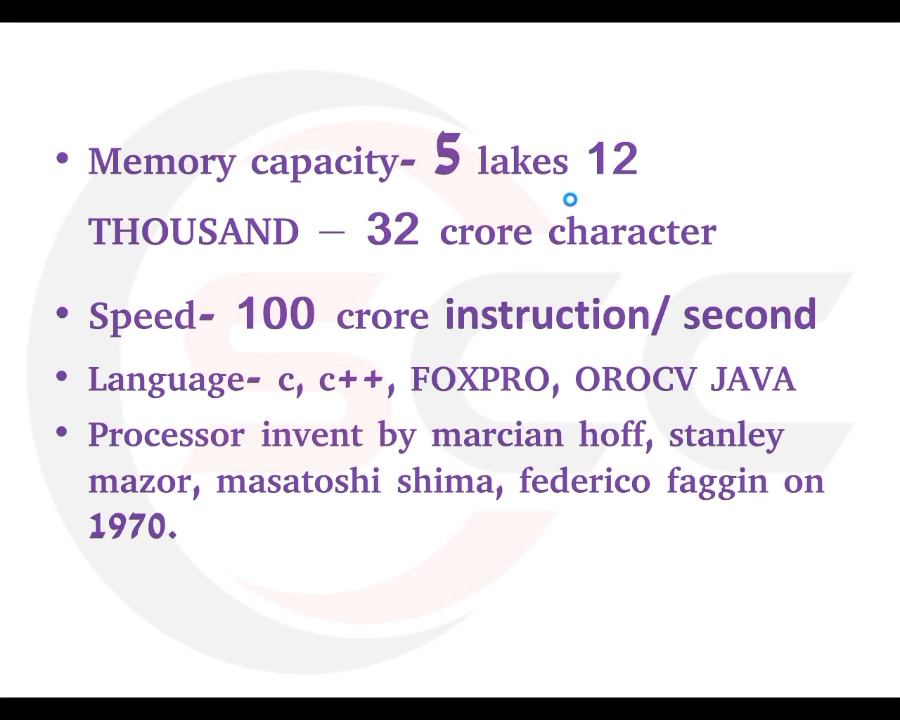 • Memory capacity- 5 lakes 12
THOUSAND – 32 crore character
• Speed- 100 crore instruction/ second
• Language- c, c++, FOXPRO, OROCV JAVA
• Processor invent by marcian hoff, stanley
mazor, masatoshi shima, federico faggin on
1970.
SCC